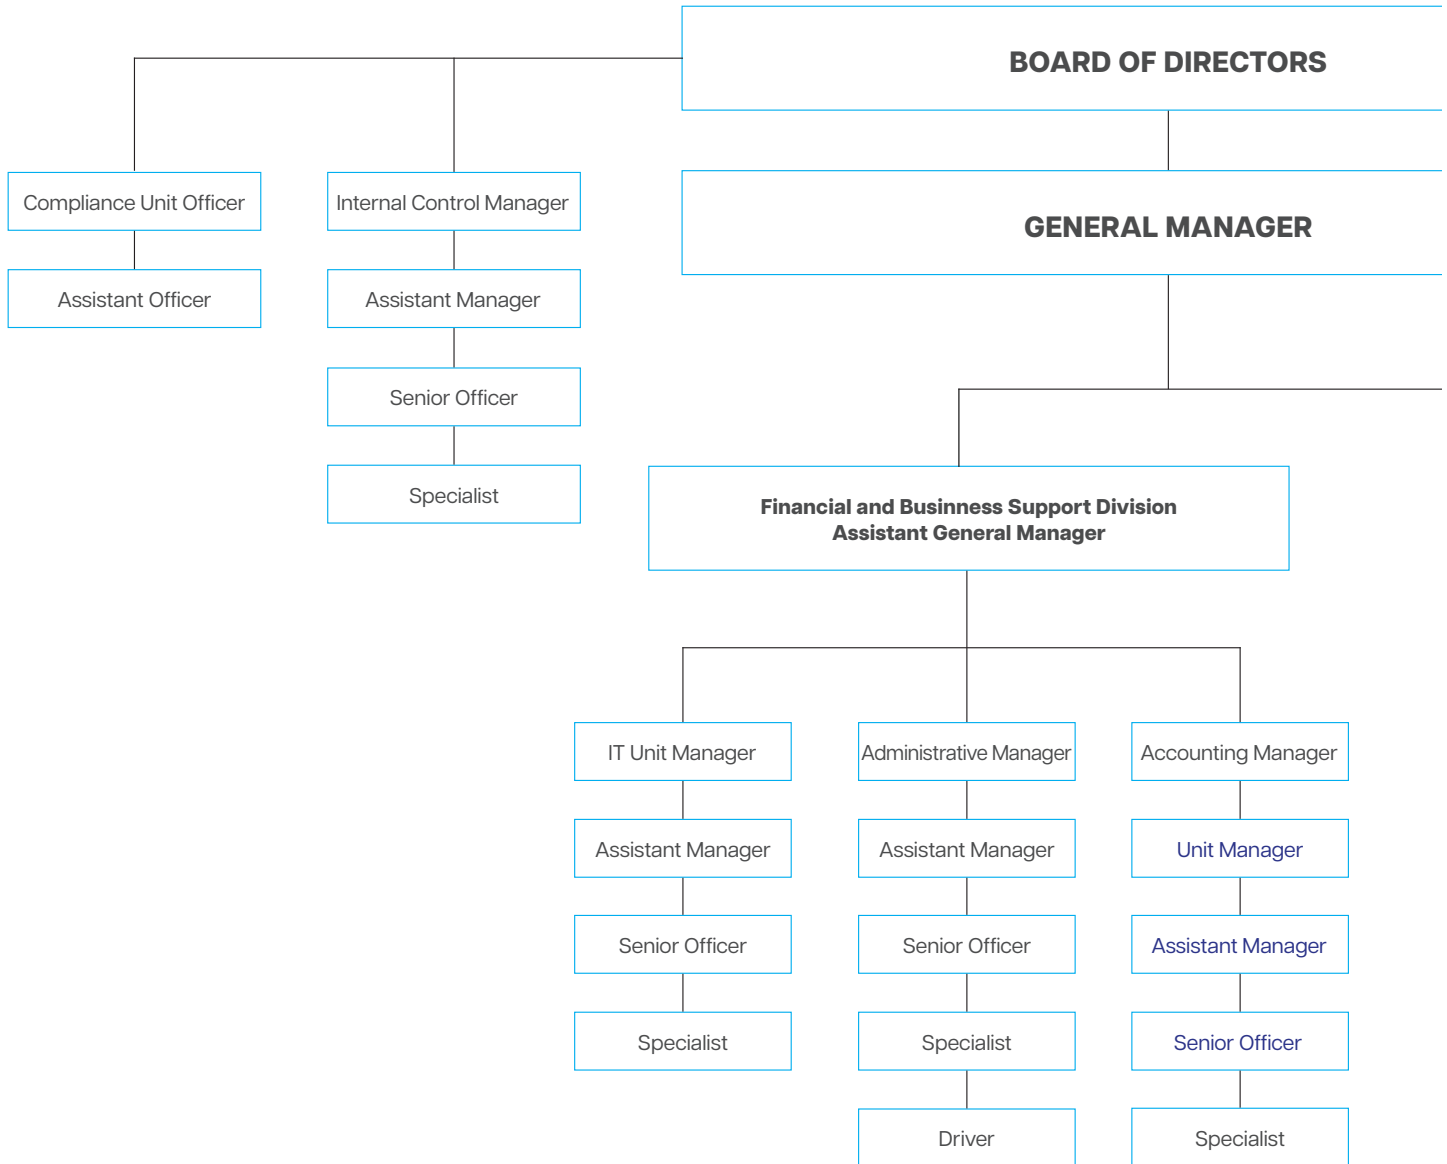 BOARD OF DIRECTORS
GENERAL MANAGER
Compliance Unit Officer
Assistant Officer
Internal Control Manager
Assistant Manager
Senior Officer
Specialist
Financial and Businness Support Division
Assistant General Manager
IT Unit Manager
Assistant Manager
Senior Officer
Specialist
Administrative Manager
Assistant Manager
Senior Officer
Specialist
Driver
Accounting Manager
Unit Manager
Assistant Manager
Senior Officer
Specialist